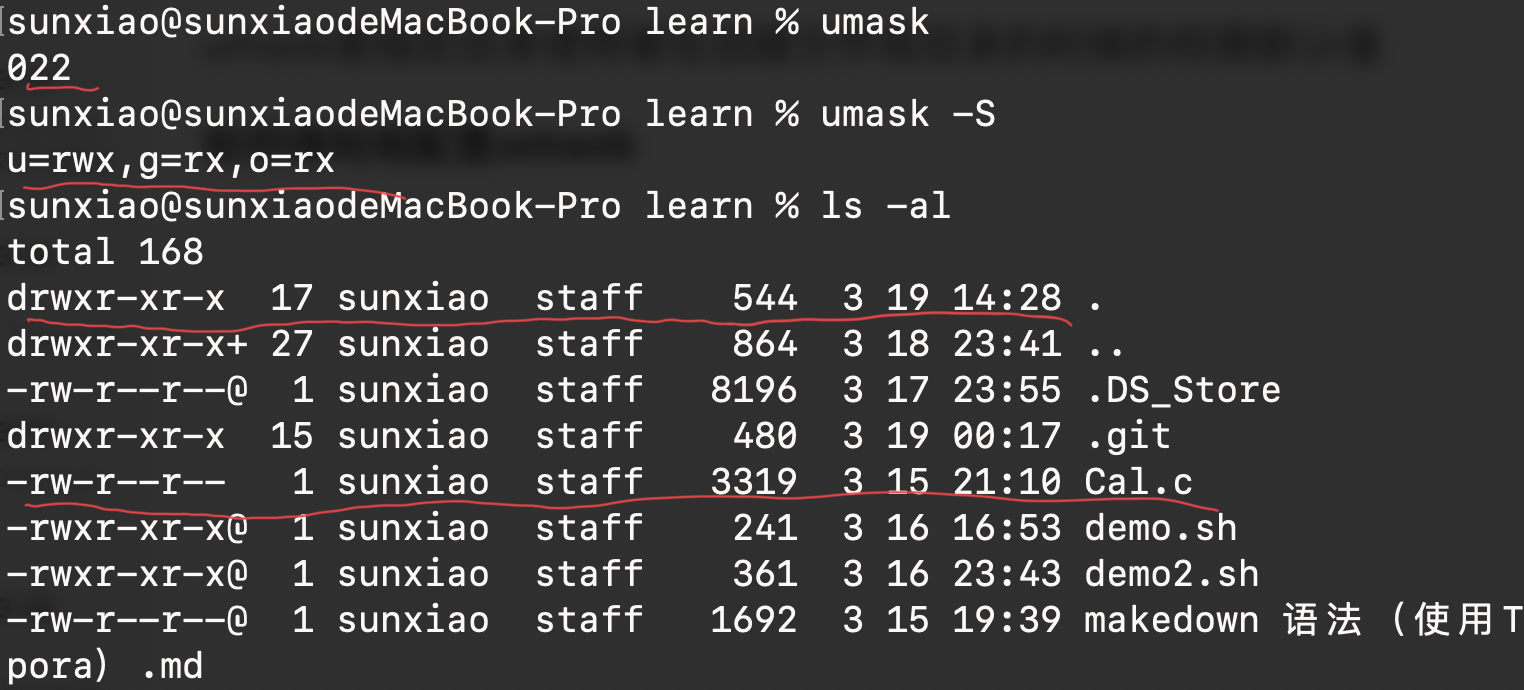 sunxiao@sunxiaodeMacBook-Pro learn % umask
022
sunxiao@sunxiaodeMacBook-Pro learn % umask -S
u=rwx,g=rx,o=rx
sunxiao@sunxiaodeMacBook-Pro learn % ls -al
total 168
drwxr-xr-x  17 sunxiao  staff   544  3 19 14:28 .
drwxr-xr-x+ 27 sunxiao  staff   864  3 18 23:41 ..
-rw-r--r--@  1 sunxiao  staff  8196  3 17 23:55 .DS_Store
drwxr-xr-x  15 sunxiao  staff   480  3 19 00:17 .git
-rw-r--r--   1 sunxiao  staff  3319  3 15 21:10 Cal.c
-rwxr-xr-x@  1 sunxiao  staff   241  3 16 16:53 demo.sh
-rwxr-xr-x@  1 sunxiao  staff   361  3 16 23:43 demo2.sh
-rw-r--r--@  1 sunxiao  staff  1692  3 15 19:39 makedown 语法（使用T
pora）.md